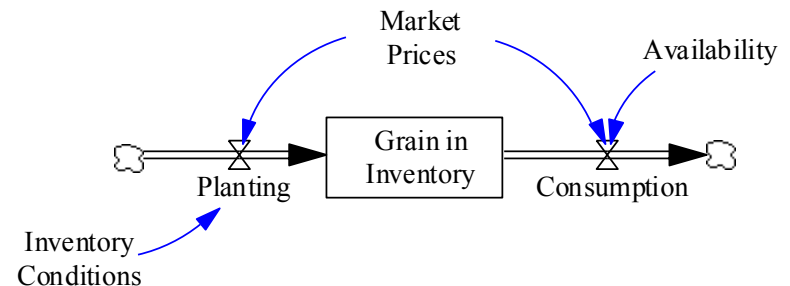 Market
Prices
Availability
Grain in
Inventory
Planting
Consumption
Inventory
Conditions